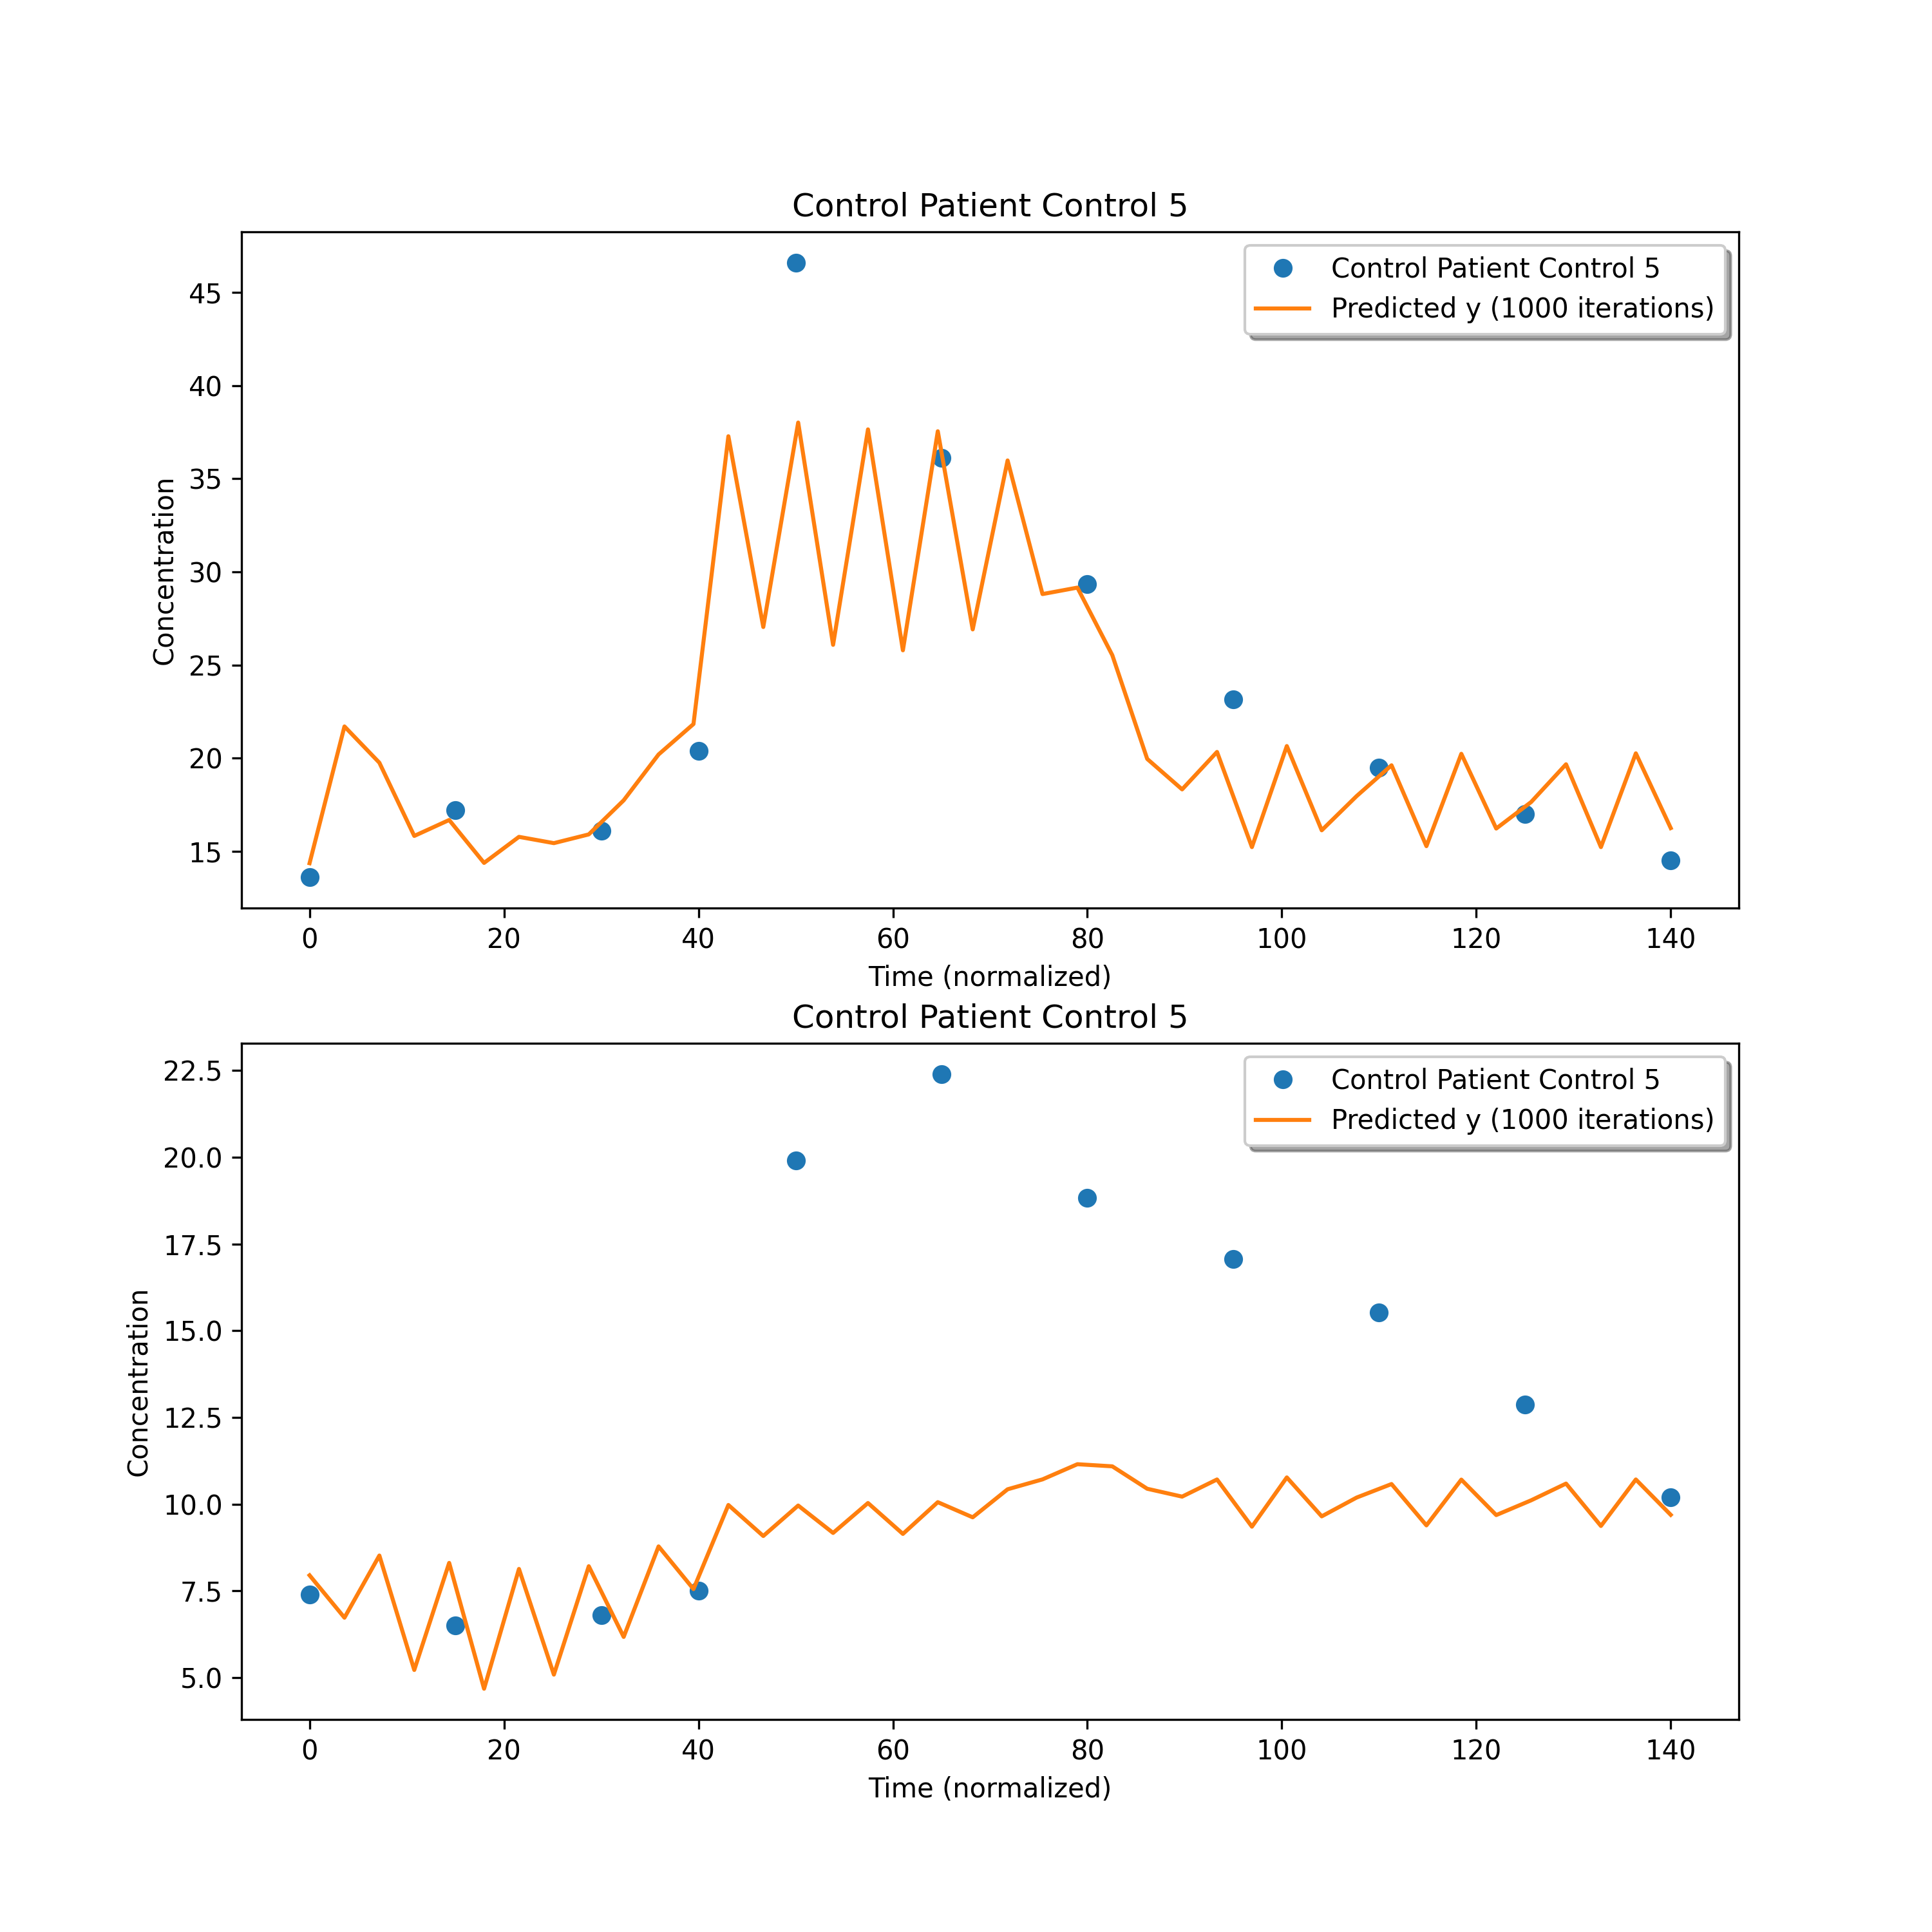 Control Patient Control 5
Control Patient Control 5
Predicted y (1000 iterations)
45
40
35
30
25
20
15
Concentration
0 20 40 60 80 100 120 140
Time (normalized)
Control Patient Control 5
Control Patient Control 5
Predicted y (1000 iterations)
22.5
20.0
17.5
15.0
12.5
10.0
7.5
5.0
Concentration
0 20 40 60 80 100 120 140
Time (normalized)